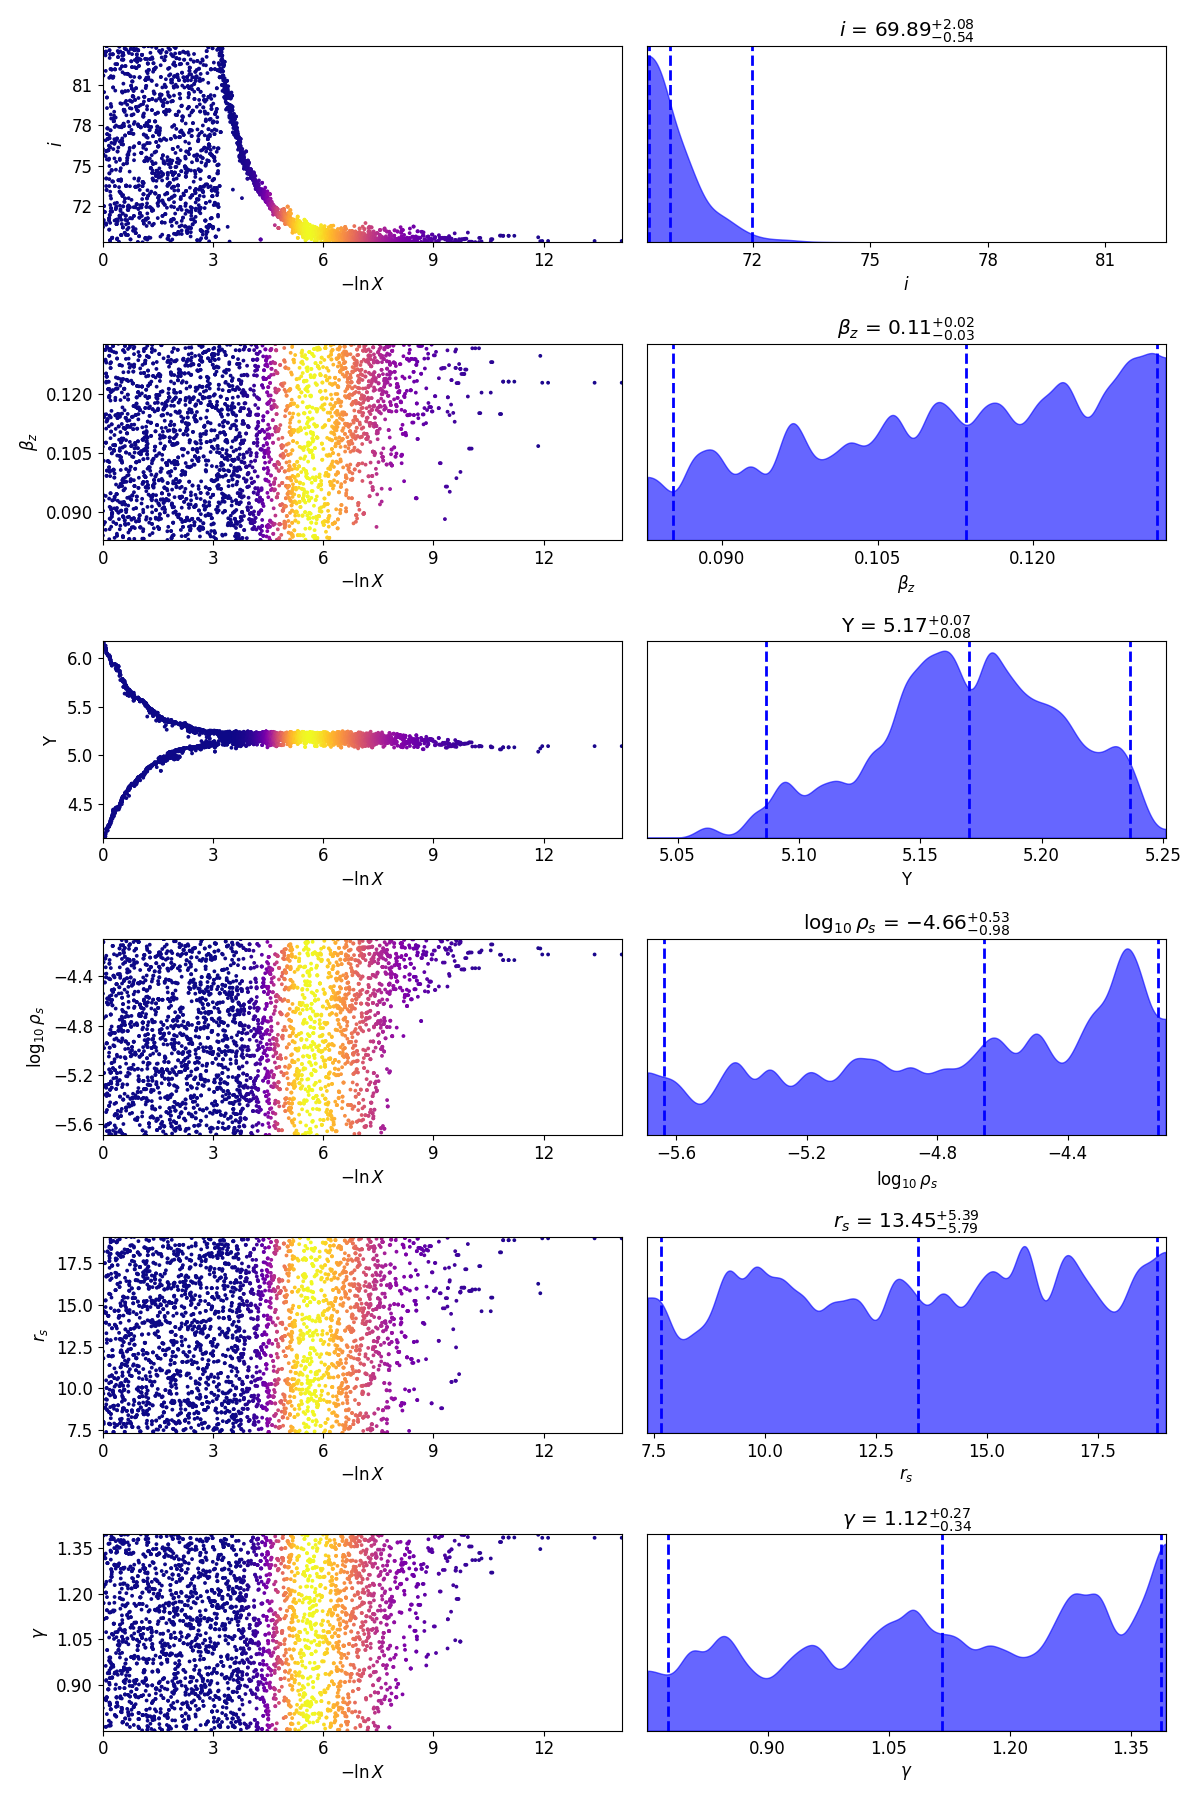 i = 69.89+2.08 −0.54
81
78
75
72
i
0 3 6 9 12
−ln X
72 75 78 81
i
βz = 0.11+0.02 −0.03
0.120
0.105
0.090
βz
0 3 6 9 12
−ln X
0.090 0.105 0.120
βz
Y = 5.17+0.07 −0.08
6.0
5.5
5.0
4.5
Y
0 3 6 9 12
−ln X
5.05 5.10 5.15 5.20 5.25
Y
log10 ρs = −4.66+0.53 −0.98
−4.4
−4.8
−5.2
−5.6
log10 ρs
0 3 6 9 12
−ln X
−5.6 −5.2 −4.8 −4.4
log10 ρs
rs = 13.45+5.39 −5.79
17.5
15.0
12.5
10.0
7.5
rs
0 3 6 9 12
−ln X
7.5 10.0 12.5 15.0 17.5
rs
γ = 1.12+0.27 −0.34
1.35
1.20
1.05
0.90
γ
0 3 6 9 12
−ln X
0.90 1.05 1.20 1.35
γ